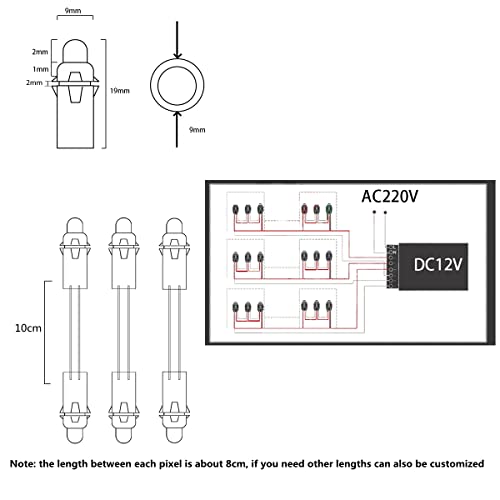 9mm
2mm
1mm
2mm
19mm
9mm
AC220V
DC12V
10cm
Note: the length between each pixel is about 8cm, if you need other lengths can also be customized